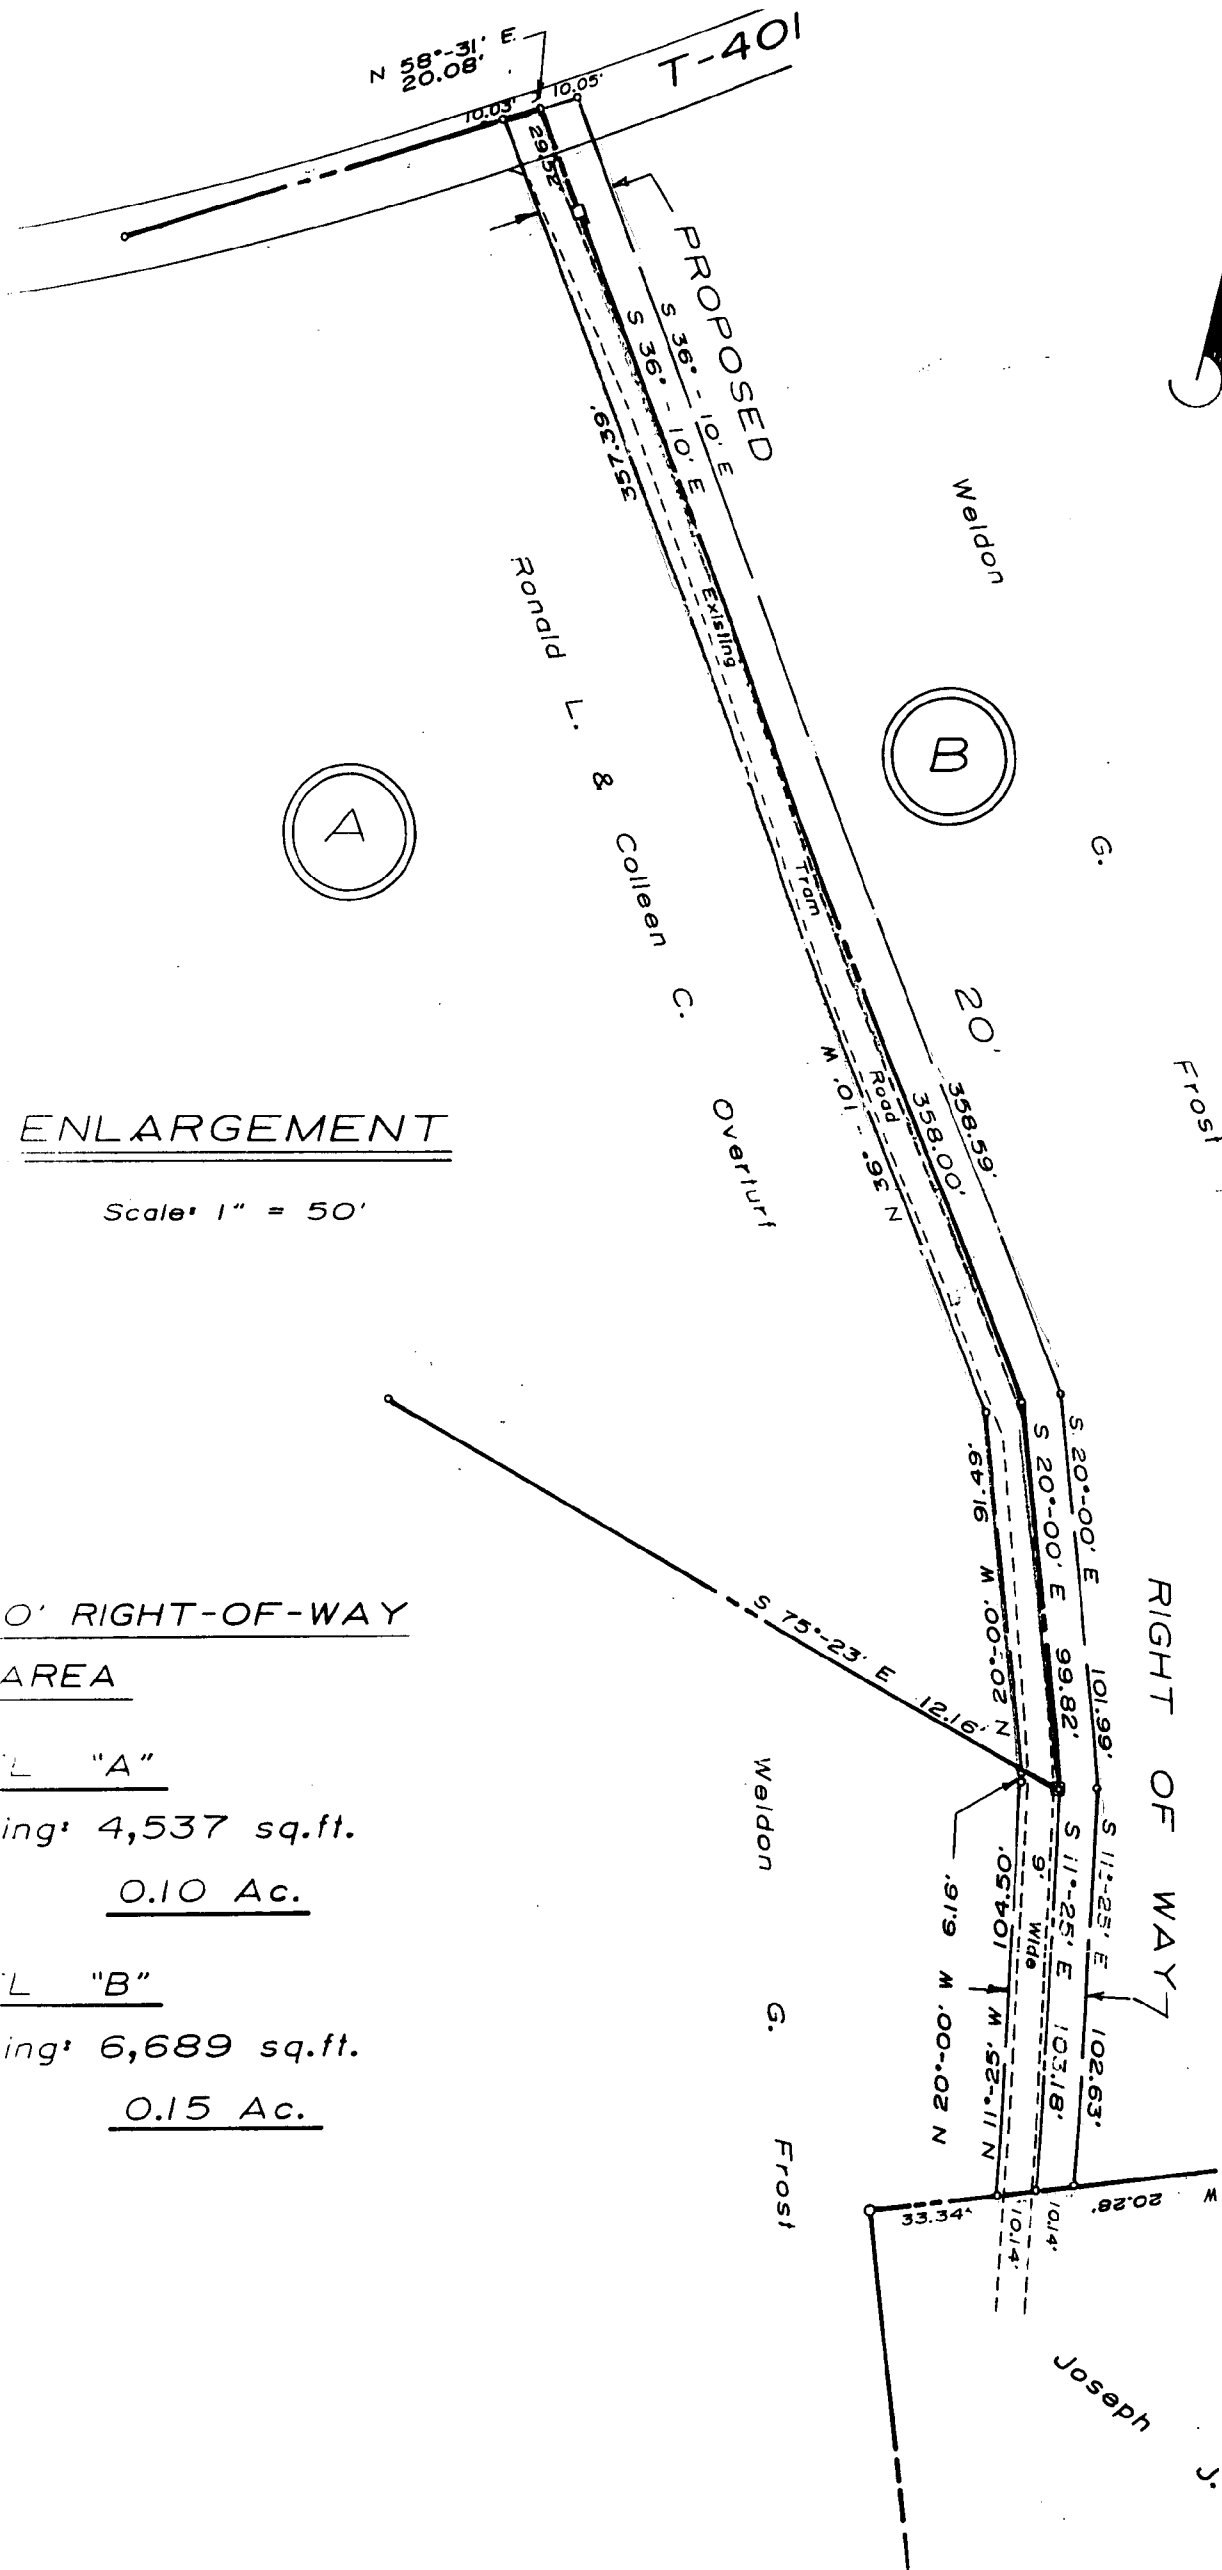 N 58°-31' E
20.08'
T-401
10.03'
10.05'
29.52'
PROPOSED
S 36° - 10' E
S 36° - 10' E
357.39'
Existing
Tram
Road
Weldon
G.
Frost
B
A
Ronald L. & Colleen C. Overturf
20'
N 36° - 10' W
358.00'
358.59'
ENLARGEMENT
Scale: 1" = 50'
S 20°-00' E 101.99'
S 20°-00' E 99.82'
N 20°-00' W 91.49'
S 75°-23' E 12.16'
RIGHT OF WAY
0' RIGHT-OF-WAY
AREA
L "A"
ing: 4,537 sq.ft.
0.10 Ac.
L "B"
ing: 6,689 sq.ft.
0.15 Ac.
Weldon G. Frost
N 20°-00' W
N 11°-25' W 104.50'
9' Wide
S 11°-25' E 103.18'
S 11°-25' E 102.63'
33.34'
10.14'
10.14'
20.28'
W
Joseph
J.